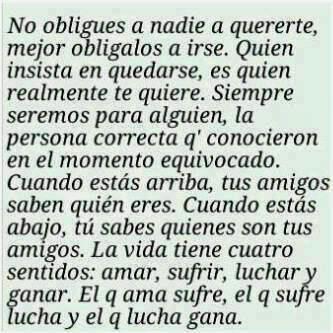 No obligues a nadie a quererte,
mejor obligalos a irse. Quien
insista en quedarse, es quien
realmente te quiere. Siempre
seremos para alguien, la
persona correcta q' conocieron
en el momento equivocado.
Cuando estás arriba, tus amigos
saben quién eres. Cuando estás
abajo, tú sabes quienes son tus
amigos. La vida tiene cuatro
sentidos: amar, sufrir, luchar y
ganar. El q ama sufre, el q sufre
lucha y el q lucha gana.